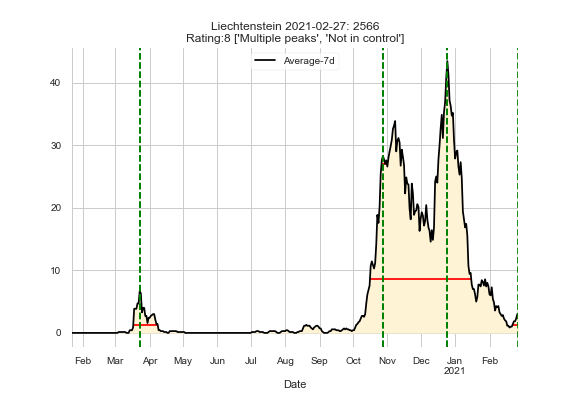 Liechtenstein 2021-02-27: 2566
Rating:8 ['Multiple peaks', 'Not in control']
Average-7d
40
30
20
10
0
Feb Mar Apr May Jun Jul Aug Sep Oct Nov Dec Jan Feb
2021
Date